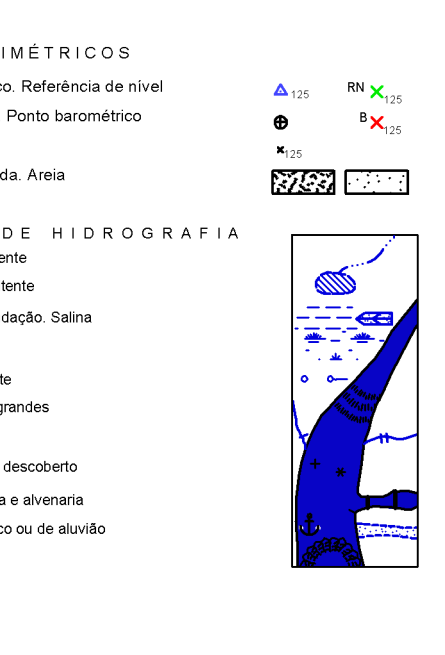 IMÉTRICOS
co. Referência de nível
125
RN
125
. Ponto barométrico
B
125
125
da. Areia
DE HIDROGRAFIA
ente
tente
dação. Salina
te
grandes
descoberto
a e alvenaria
co ou de aluvião